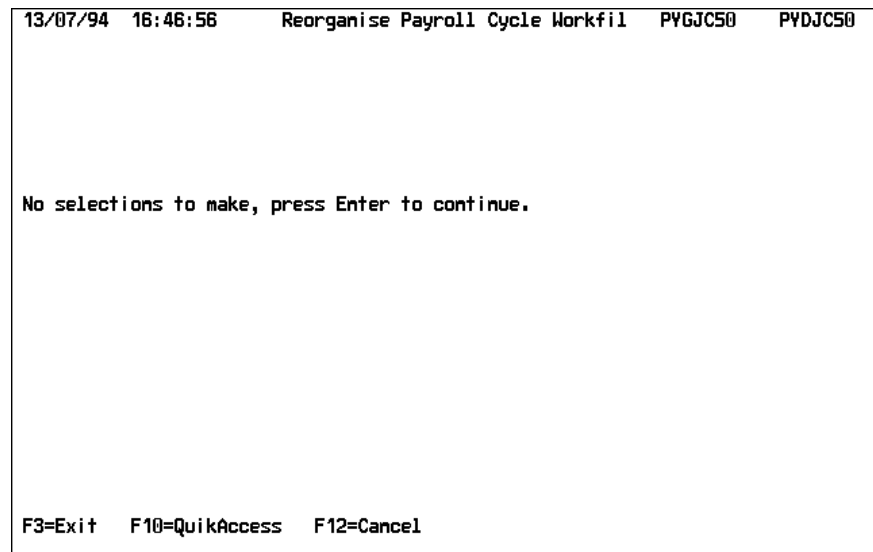 13/07/94 16:46:56 Reorganise Payroll Cycle Workfil PYGJC50 PYDJC50
No selections to make, press Enter to continue.
F3=Exit F10=QuikAccess F12=Cancel